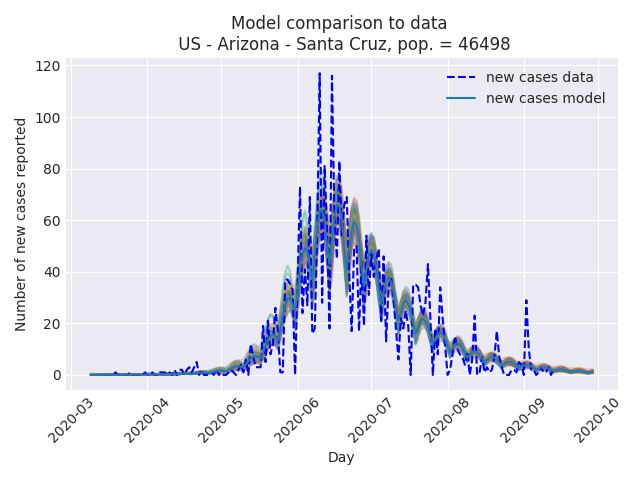 Model comparison to data
US - Arizona - Santa Cruz, pop. = 46498
new cases data
new cases model
Number of new cases reported
120
100
80
60
40
20
0
2020-03
2020-04
2020-05
2020-06
2020-07
2020-08
2020-09
2020-10
Day